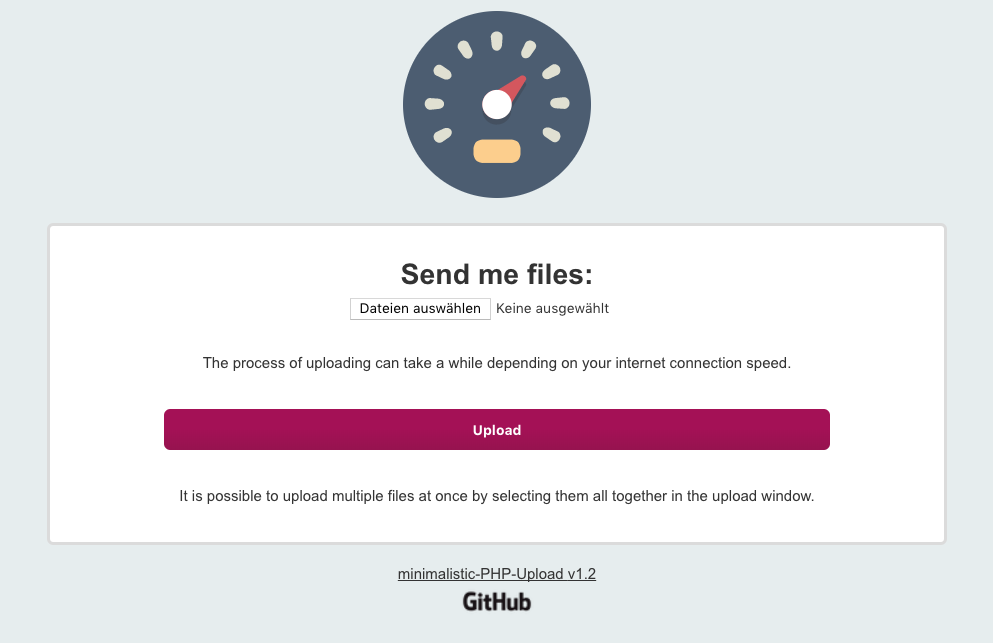 Send me files:
Dateien auswählen Keine ausgewählt
The process of uploading can take a while depending on your internet connection speed.
Upload
It is possible to upload multiple files at once by selecting them all together in the upload window.
minimalistic-PHP-Upload v1.2
GitHub